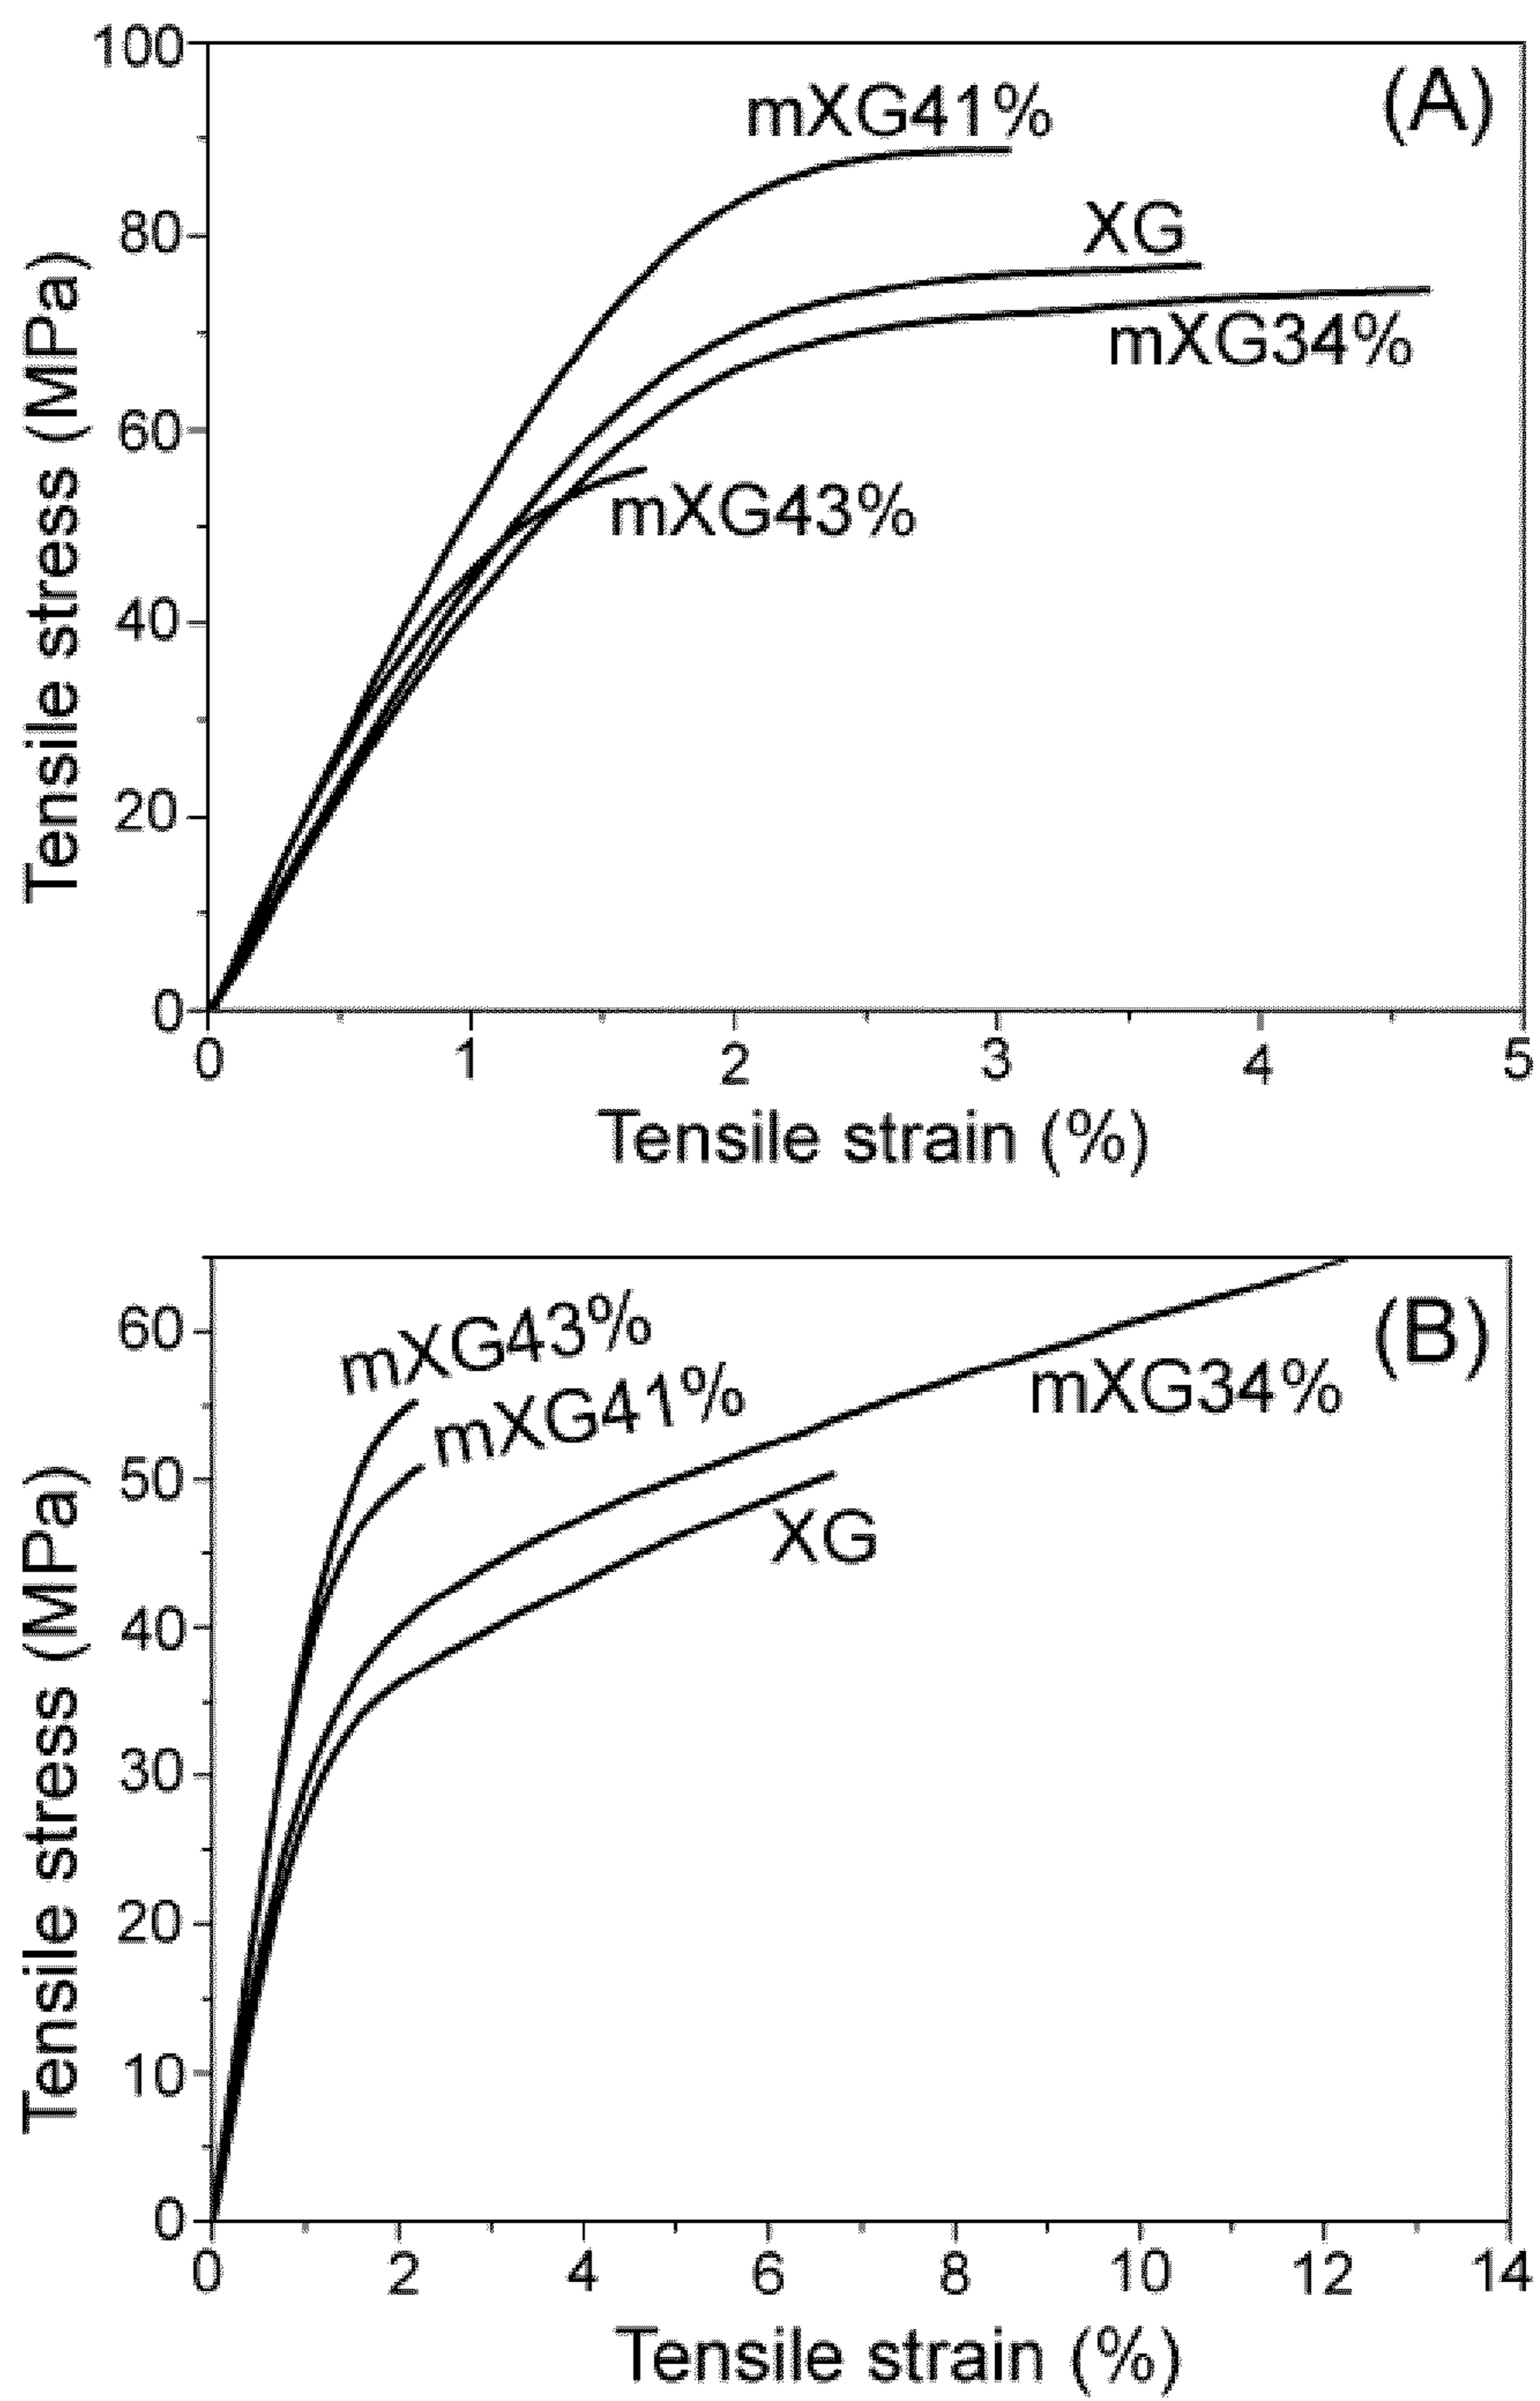 (A)
mXG41%
XG
mXG34%
mXG43%
100
80
60
40
20
0
0 1 2 3 4 5
Tensile stress (MPa)
Tensile strain (%)
(B)
mXG43%
mXG41%
mXG34%
XG
60
50
40
30
20
10
0
0 2 4 6 8 10 12 14
Tensile stress (MPa)
Tensile strain (%)